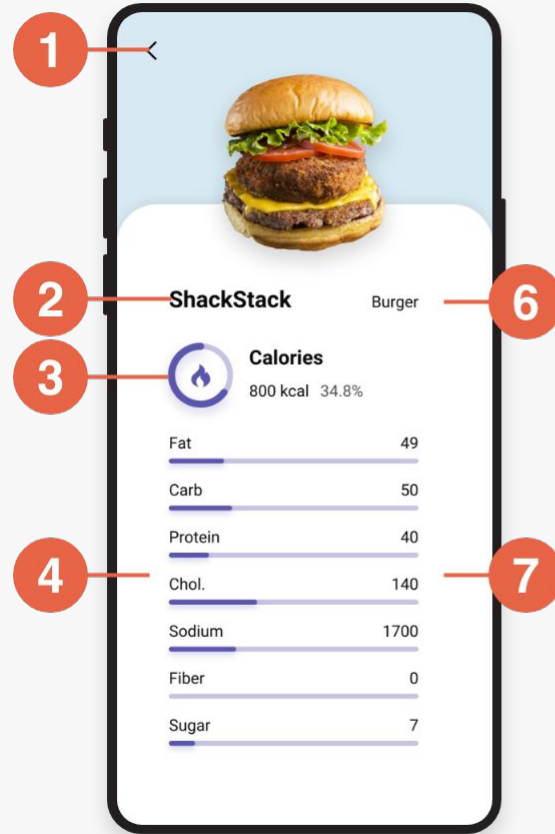 1
2 ShackStack Burger 6
3 Calories
800 kcal 34.8%
Fat 49
Carb 50
Protein 40
4 Chol. 140 7
Sodium 1700
Fiber 0
Sugar 7